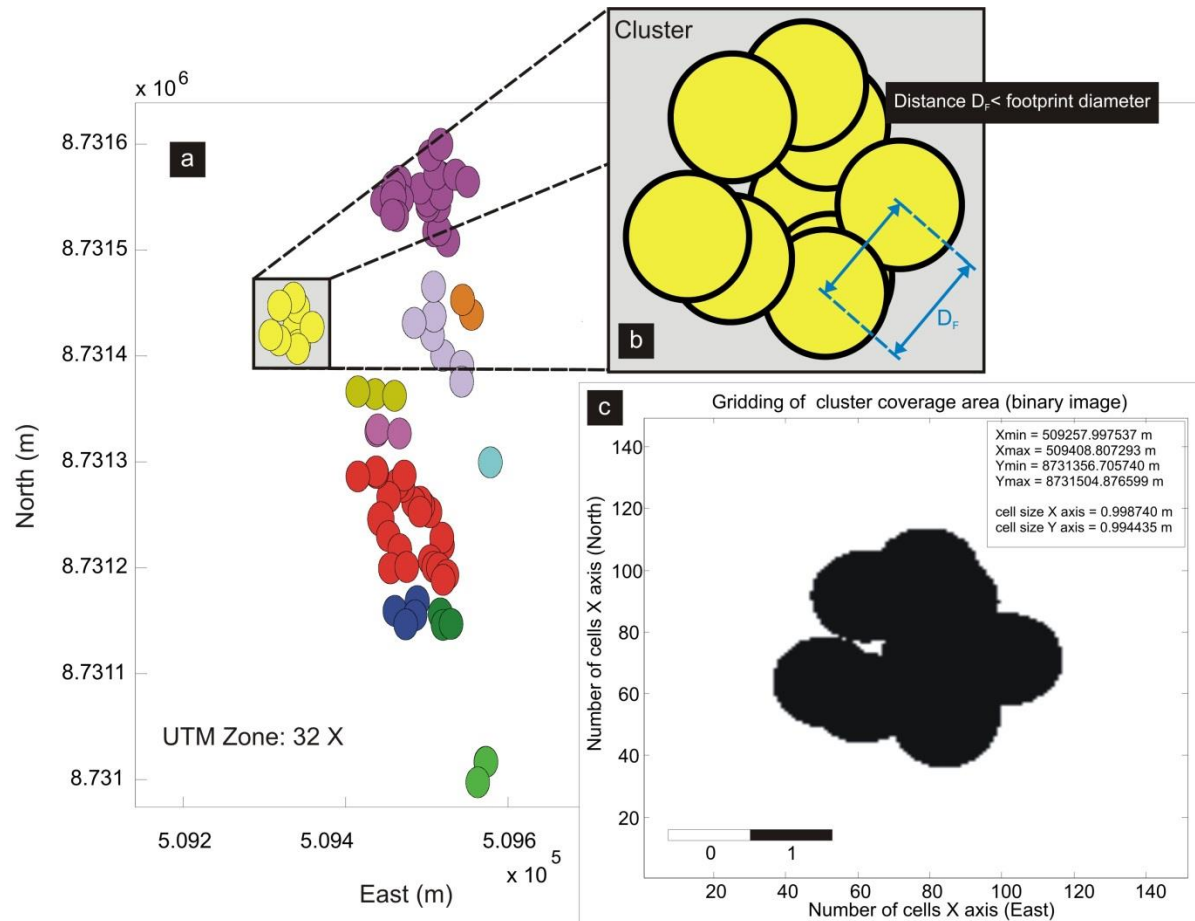 Cluster
Distance D_F< footprint diameter
D_F
b
x 10^6
a
8.7316
8.7315
8.7314
8.7313
8.7312
8.7311
8.731
North (m)
UTM Zone: 32 X
5.092
5.094
5.096
x 10^5
East (m)
c
Gridding of cluster coverage area (binary image)
Xmin = 509257.997537 m
Xmax = 509408.807293 m
Ymin = 8731356.705740 m
Ymax = 8731504.876599 m
cell size X axis = 0.998740 m
cell size Y axis = 0.994435 m
140
120
100
80
60
40
20
Number of cells X axis (North)
0 1
20 40 60 80 100 120 140
Number of cells X axis (East)